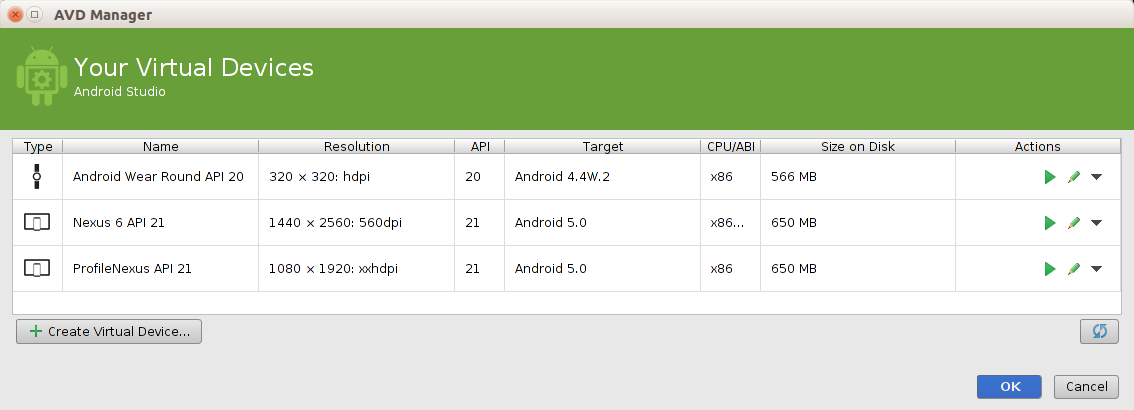 AVD Manager
Your Virtual Devices
Android Studio
Type Name Resolution API Target CPU/ABI Size on Disk Actions
Android Wear Round API 20 320 × 320: hdpi 20 Android 4.4W.2 x86 566 MB
Nexus 6 API 21 1440 × 2560: 560dpi 21 Android 5.0 x86... 650 MB
ProfileNexus API 21 1080 × 1920: xxhdpi 21 Android 5.0 x86 650 MB
Create Virtual Device...
OK Cancel